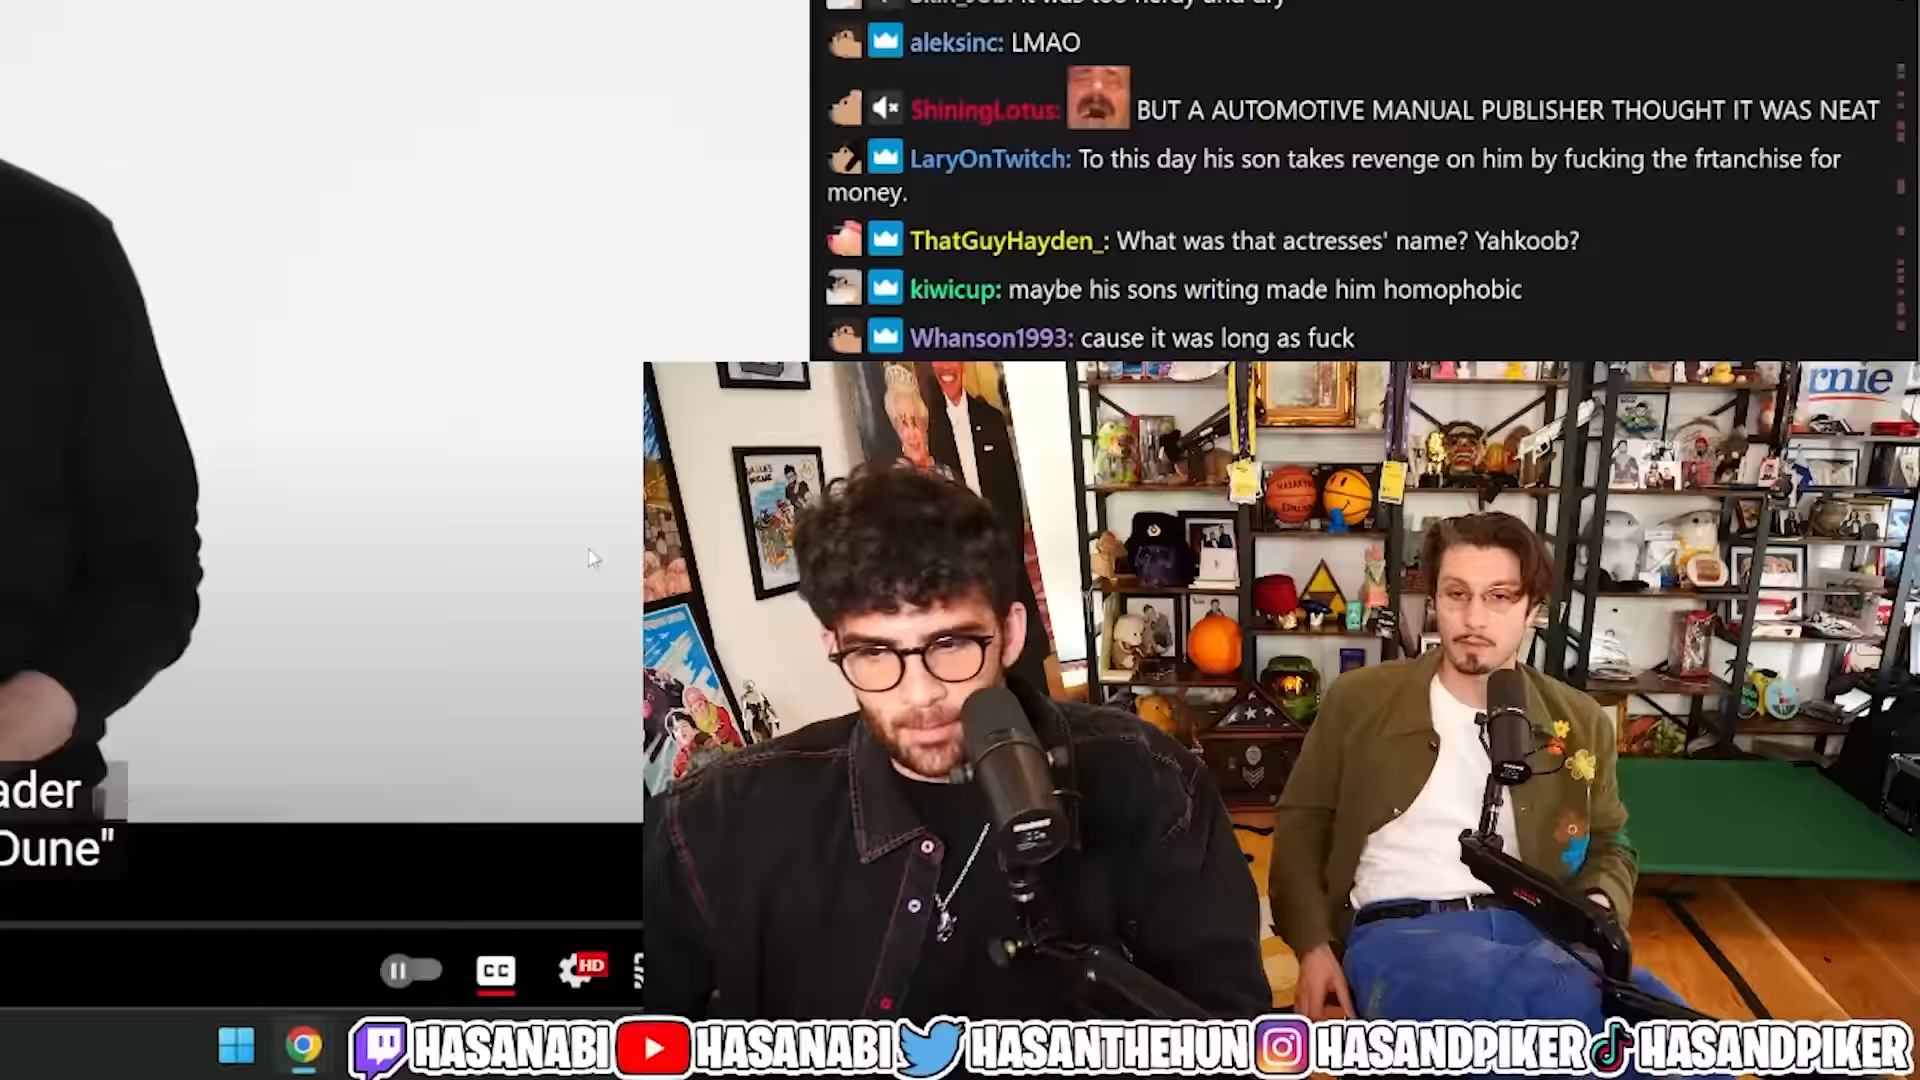 aleksinc: LMAO
ShiningLotus: BUT A AUTOMOTIVE MANUAL PUBLISHER THOUGHT IT WAS NEAT
LaryOnTwitch: To this day his son takes revenge on him by fucking the frtanchise for
money.
ThatGuyHayden_: What was that actresses' name? Yahkoob?
kiwicup: maybe his sons writing made him homophobic
Whanson1993: cause it was long as fuck
rnie
ader
Dune"
CC
HD
HASANABI HASANABI HASANTHEHUN HASANDPIKER HASANDPIKER